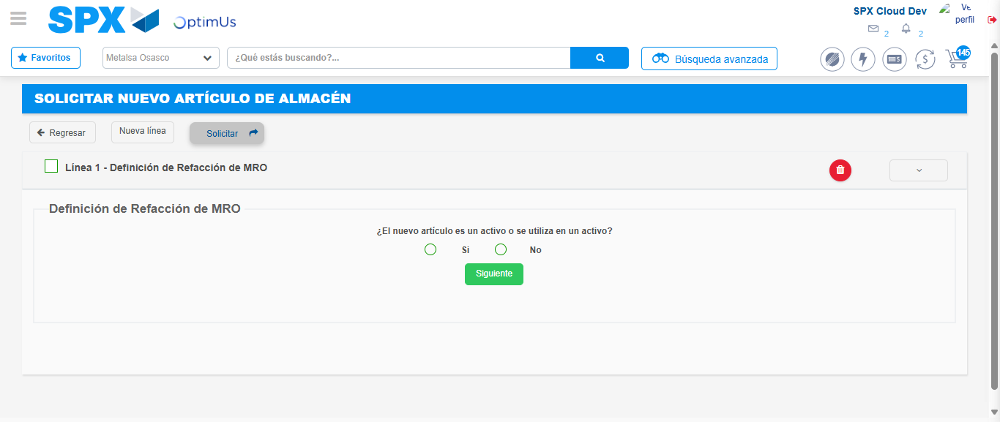 SPX
OptimUs
SPX Cloud Dev
Ve
perfil
2
2
Favoritos
Metalsa Osasco
¿Qué estás buscando?...
Búsqueda avanzada
145
SOLICITAR NUEVO ARTÍCULO DE ALMACÉN
Regresar
Nueva línea
Solicitar
Línea 1 - Definición de Refacción de MRO
Definición de Refacción de MRO
¿El nuevo artículo es un activo o se utiliza en un activo?
Si
No
Siguiente